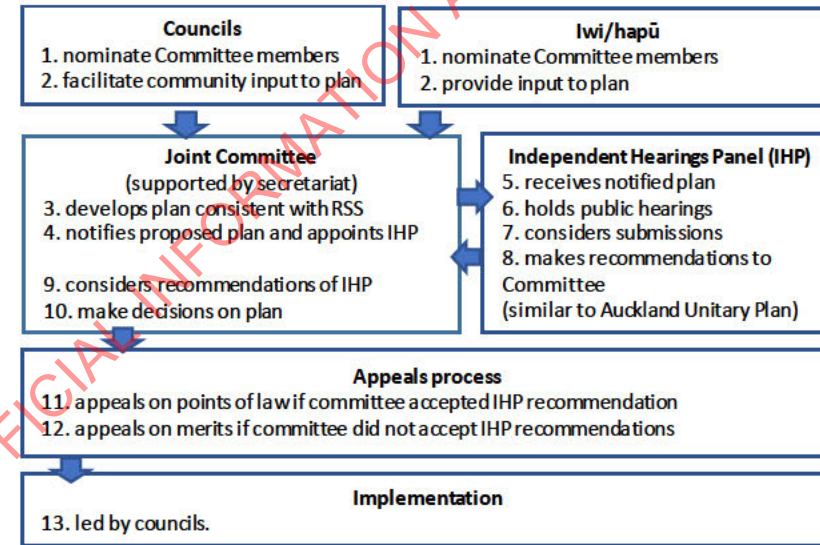 Councils
1. nominate Committee members
2. facilitate community input to plan
Iwi/hapū
1. nominate Committee members
2. provide input to plan
Joint Committee
(supported by secretariat)
3. develops plan consistent with RSS
4. notifies proposed plan and appoints IHP
9. considers recommendations of IHP
10. make decisions on plan
Independent Hearings Panel (IHP)
5. receives notified plan
6. holds public hearings
7. considers submissions
8. makes recommendations to
Committee
(similar to Auckland Unitary Plan)
Appeals process
11. appeals on points of law if committee accepted IHP recommendation
12. appeals on merits if committee did not accept IHP recommendations
Implementation
13. led by councils.
FICIAL INFORMATION A